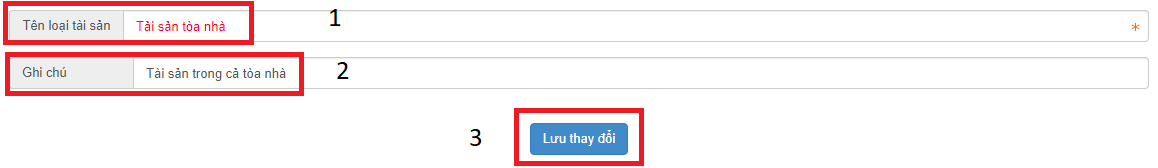 Tên loại tài sản Tài sản tòa nhà 1 *
Ghi chú Tài sản trong cả tòa nhà 2
3 Lưu thay đổi